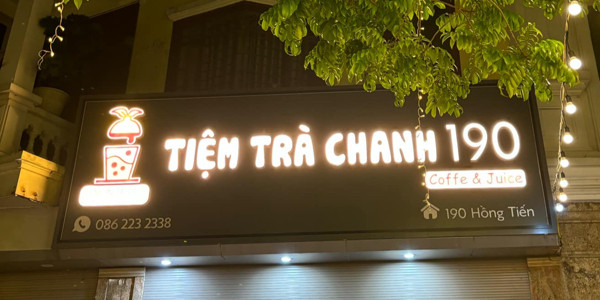 TIỆM TRÀ CHANH 190
Coffe & Juice
086 223 2338
190 Hồng Tiến